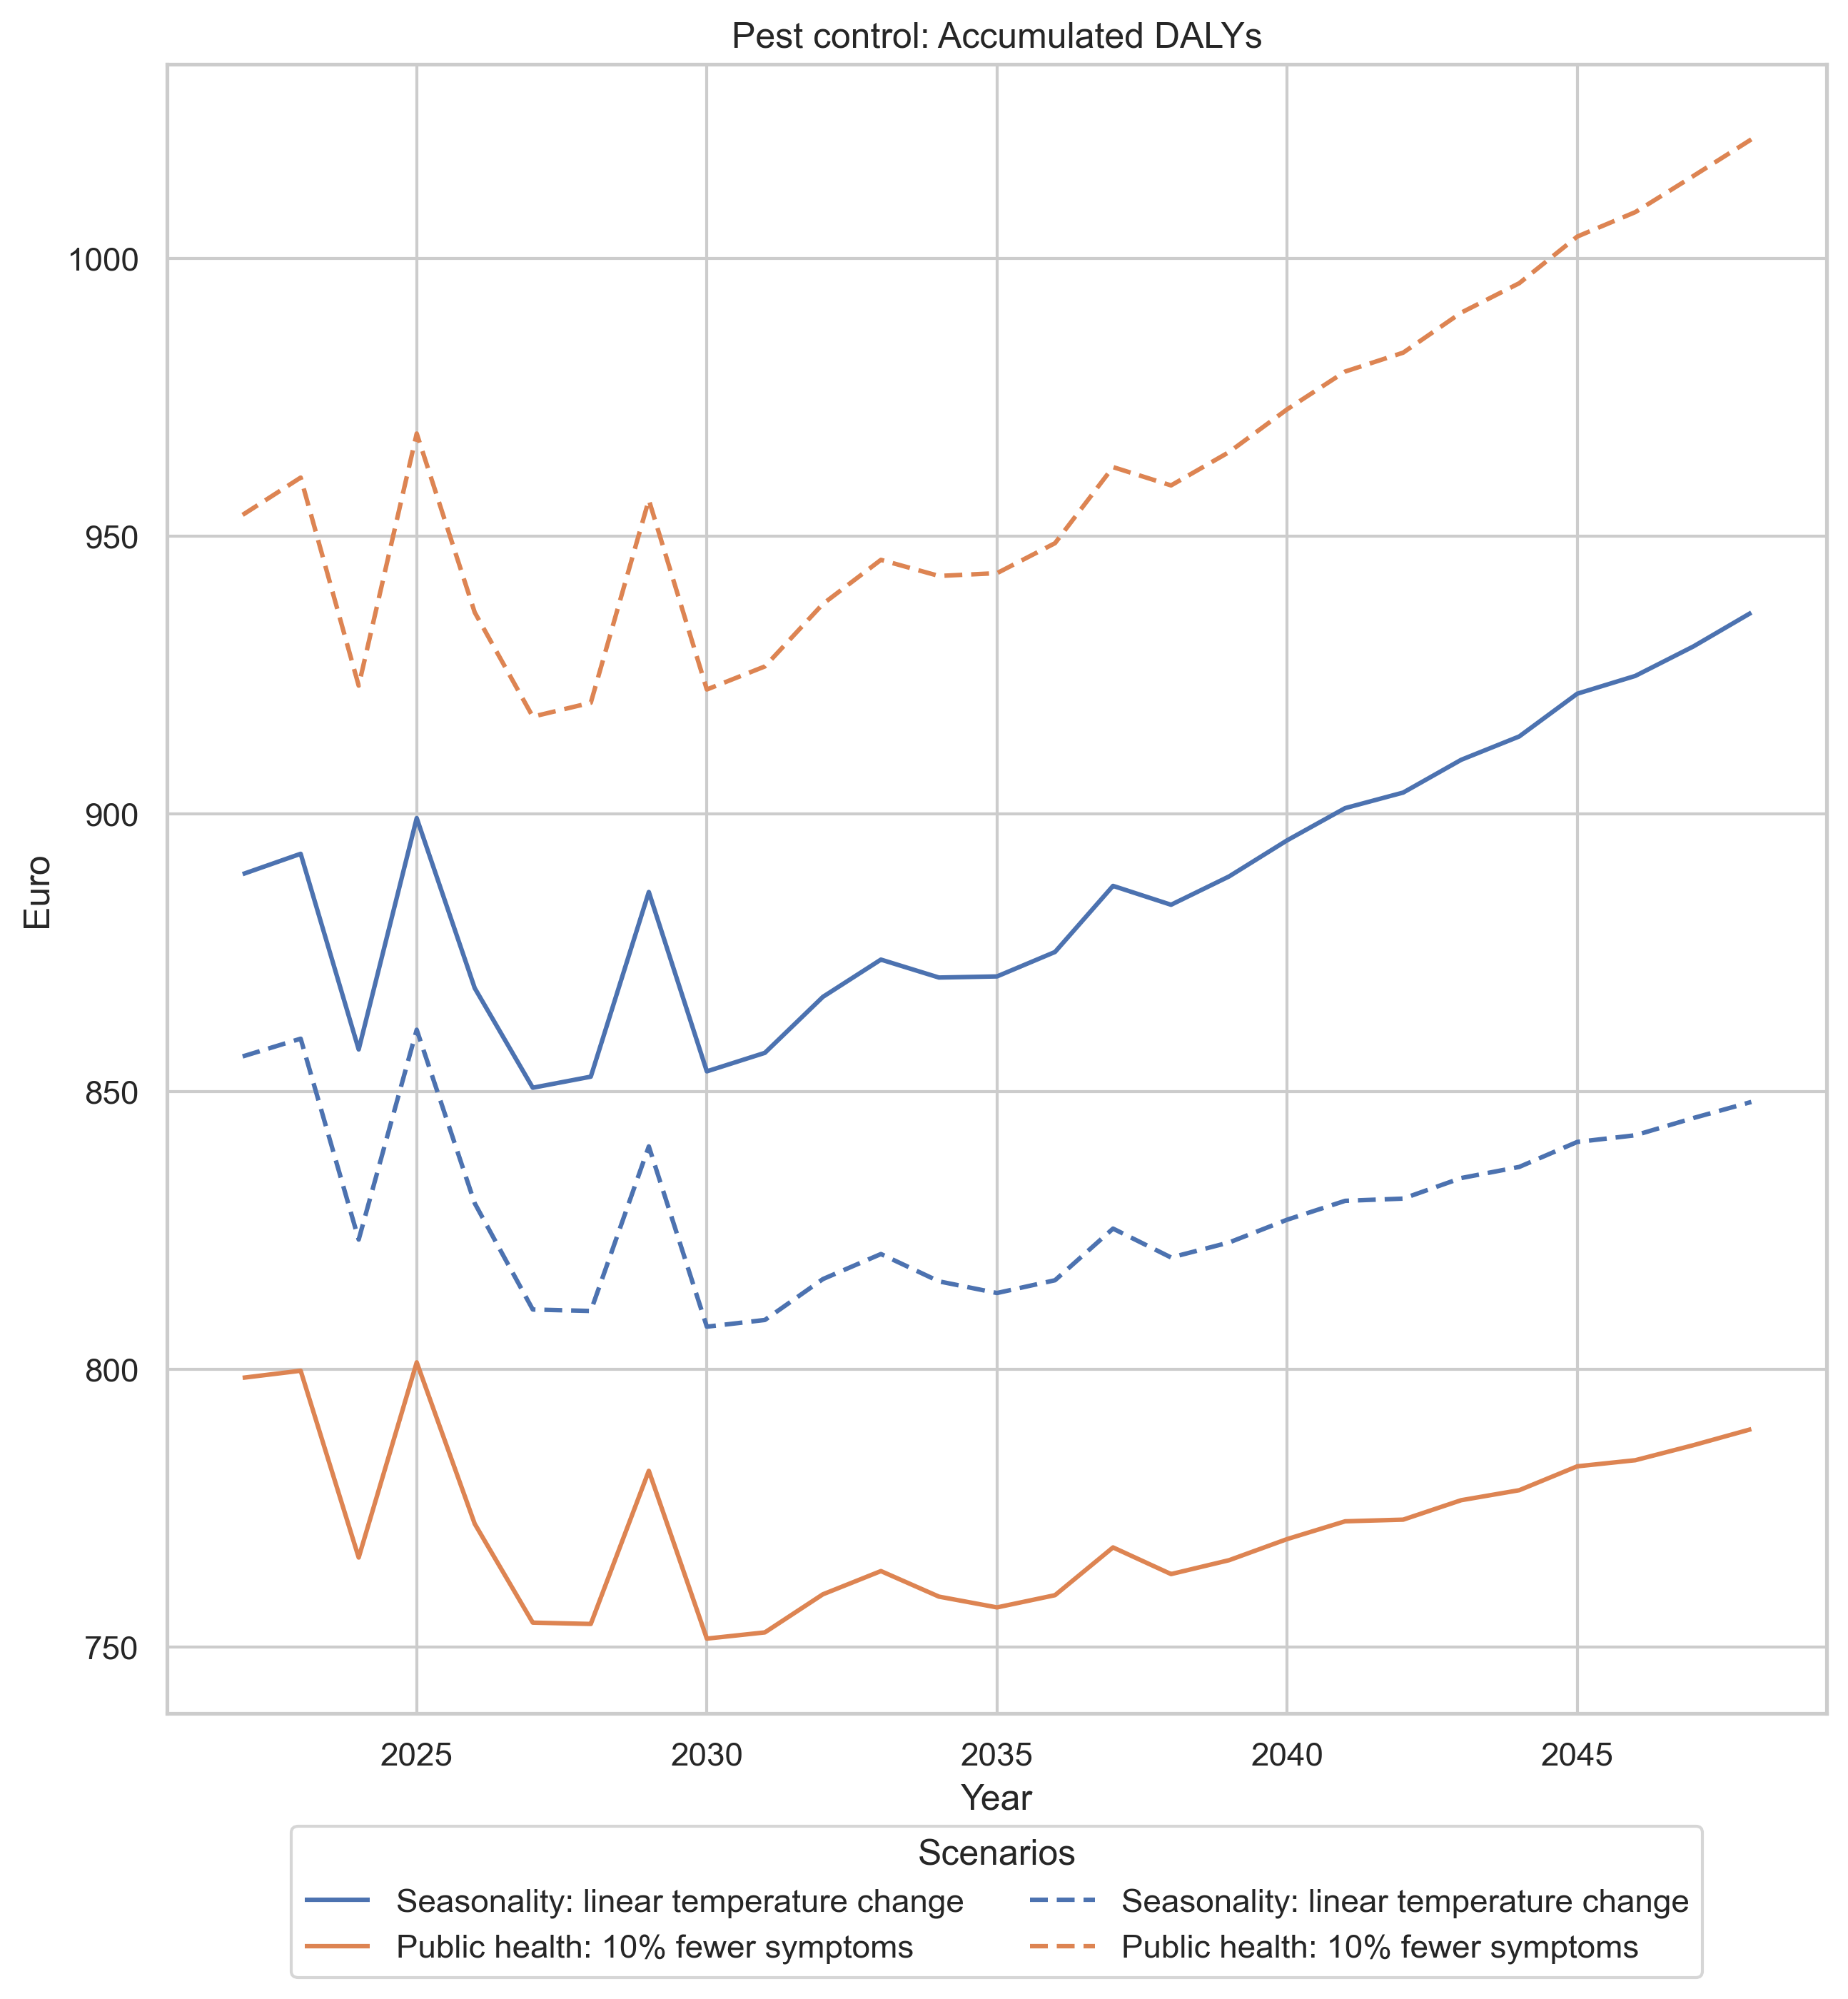 Pest control: Accumulated DALYs
1000
950
900
850
800
750
Euro
2025 2030 2035 2040 2045
Year
Scenarios
Seasonality: linear temperature change Seasonality: linear temperature change
Public health: 10% fewer symptoms Public health: 10% fewer symptoms